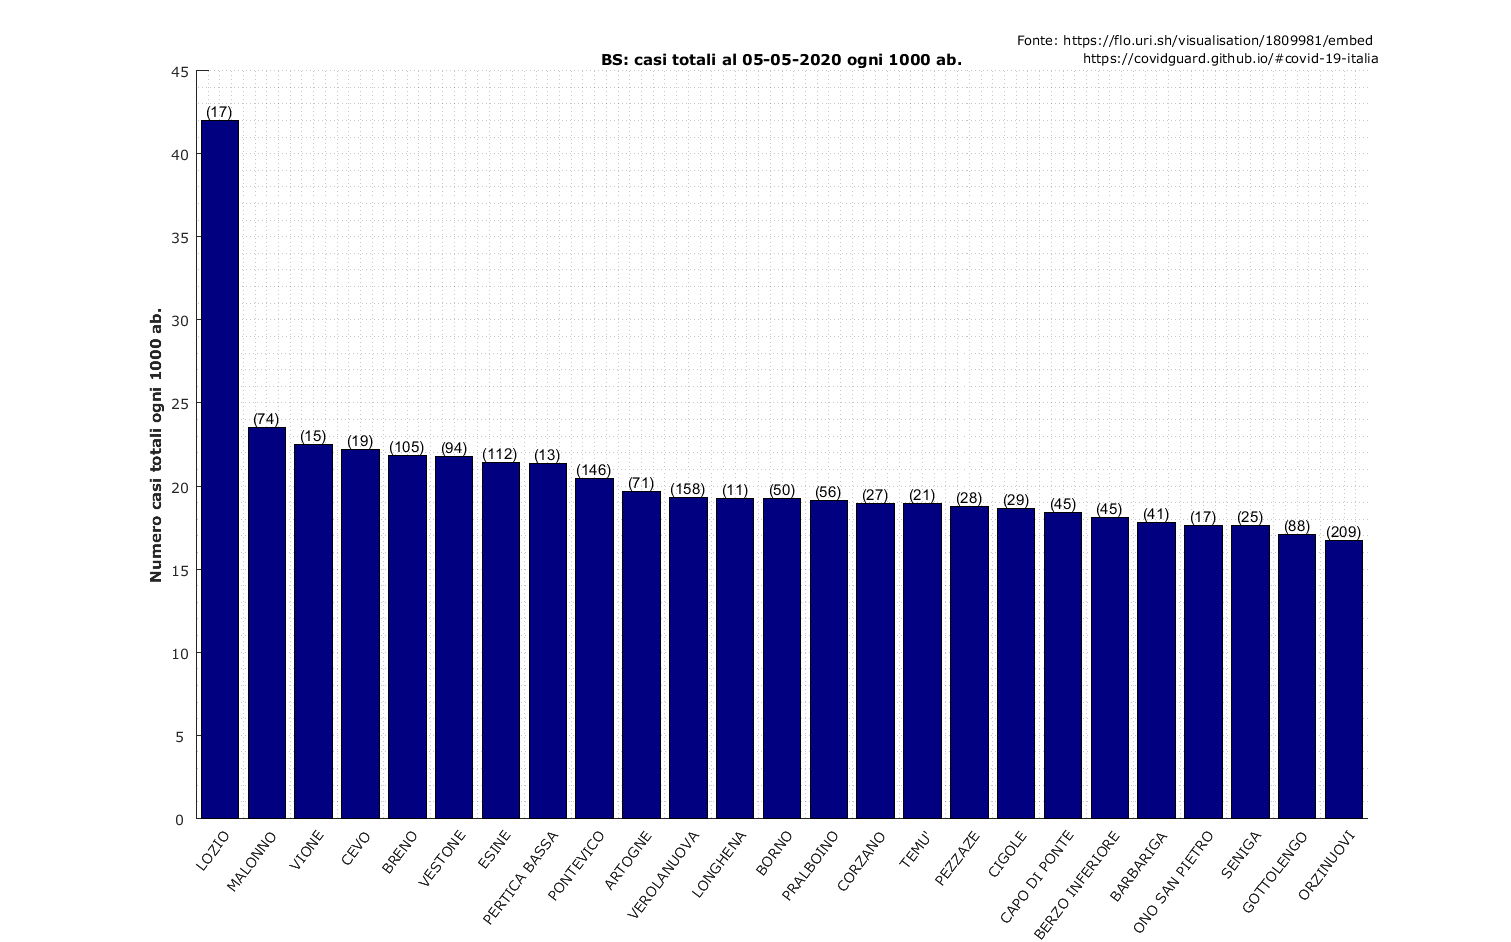 Fonte: https://flo.uri.sh/visualisation/1809981/embed
https://covidguard.github.io/#covid-19-italia
BS: casi totali al 05-05-2020 ogni 1000 ab.
Numero casi totali ogni 1000 ab.
45
40
35
30
25
20
15
10
5
0
(17)
(74)
(15)
(19)
(105)
(94)
(112)
(13)
(146)
(71)
(158)
(11)
(50)
(56)
(27)
(21)
(28)
(29)
(45)
(45)
(41)
(17)
(25)
(88)
(209)
LOZIO
MALONNO
VIONE
CEVO
BRENO
VESTONE
ESINE
PERTICA BASSA
PONTEVICO
ARTOGNE
VEROLANUOVA
LONGHENA
BORNO
PRALBOINO
CORZANO
TEMU'
PEZZAZE
CIGOLE
CAPO DI PONTE
BERZO INFERIORE
BARBARIGA
ONO SAN PIETRO
SENIGA
GOTTOLENGO
ORZINUOVI